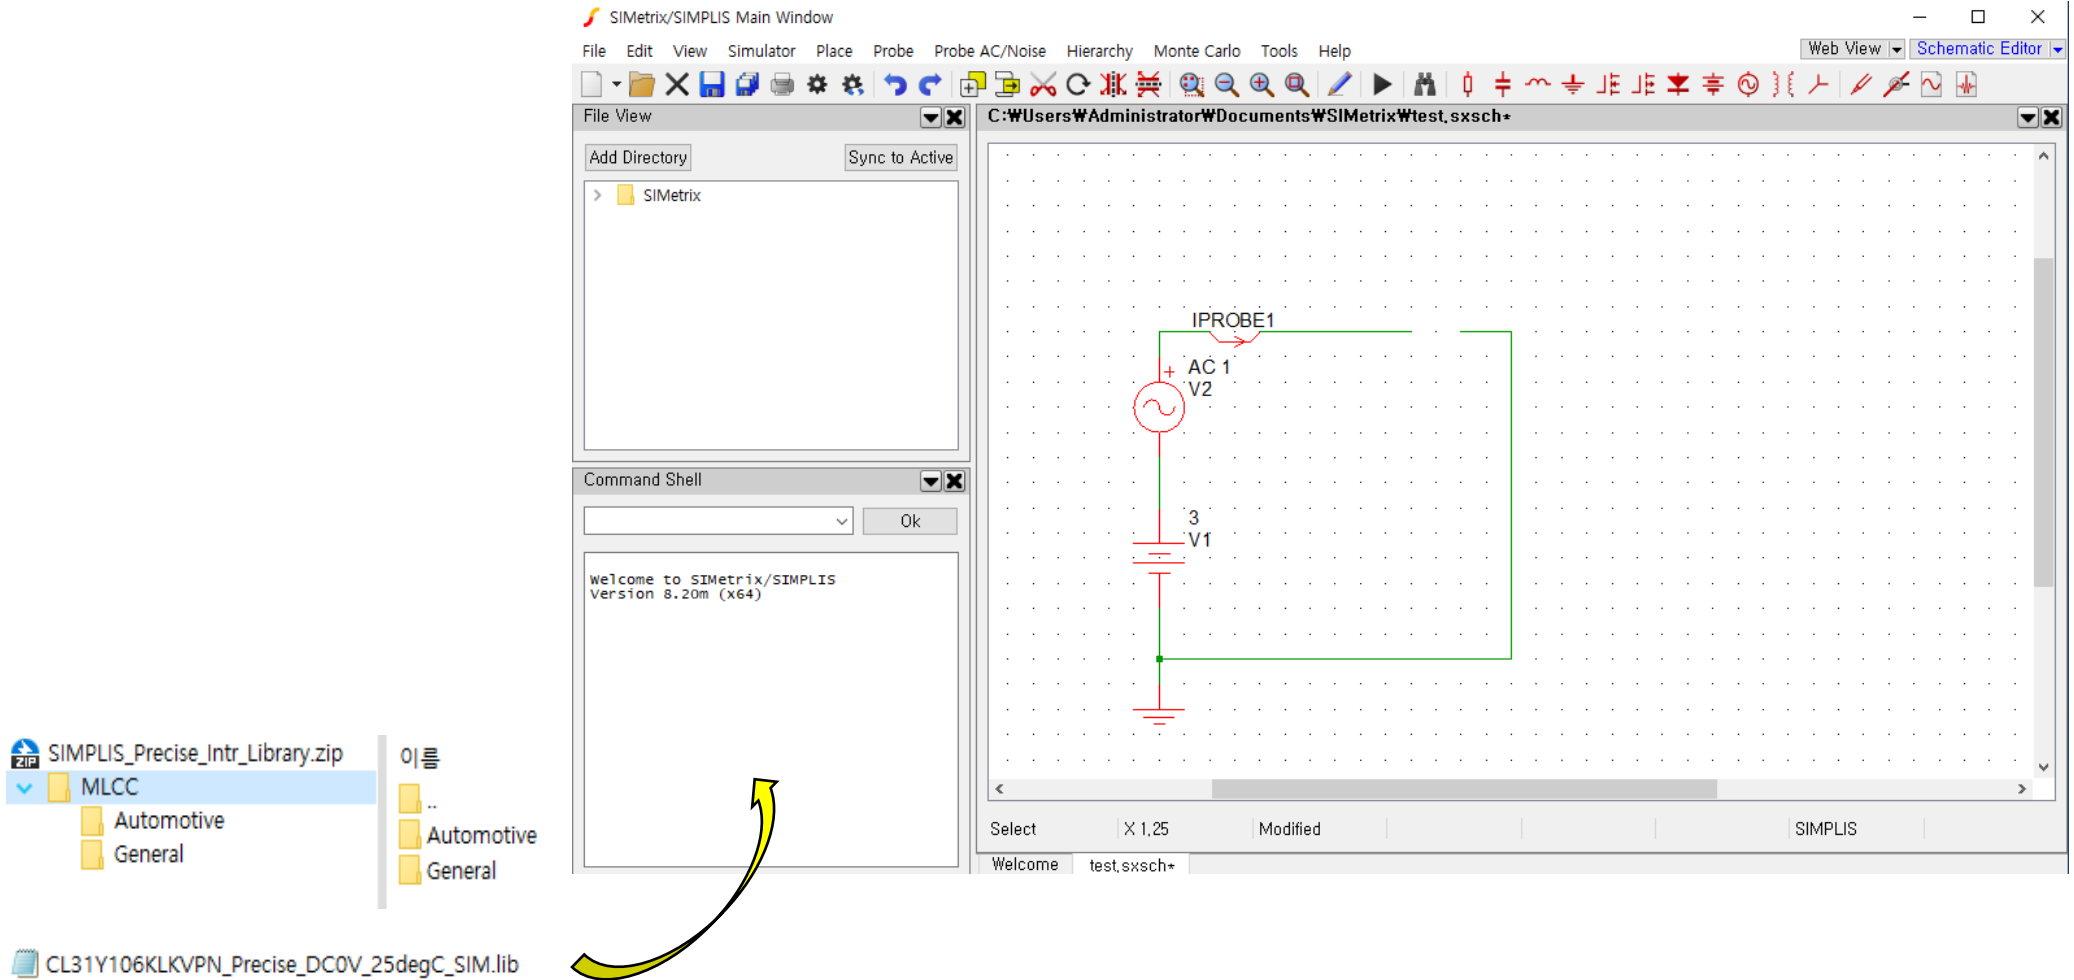 SIMetrix/SIMPLIS Main Window
File Edit View Simulator Place Probe Probe AC/Noise Hierarchy Monte Carlo Tools Help
Web View Schematic Editor
File View
C:₩Users₩Administrator₩Documents₩SIMetrix₩test.sxsch*
Add Directory Sync to Active
SIMetrix
IPROBE1
AC 1
V2
Command Shell
Ok
3
V1
Welcome to SIMetrix/SIMPLIS
Version 8.20m (x64)
Select X 1.25 Modified SIMPLIS
Welcome test.sxsch*
SIMPLIS_Precise_Intr_Library.zip
ZIP
MLCC
Automotive
General
이름
..
Automotive
General
CL31Y106KLKVPN_Precise_DC0V_25degC_SIM.lib